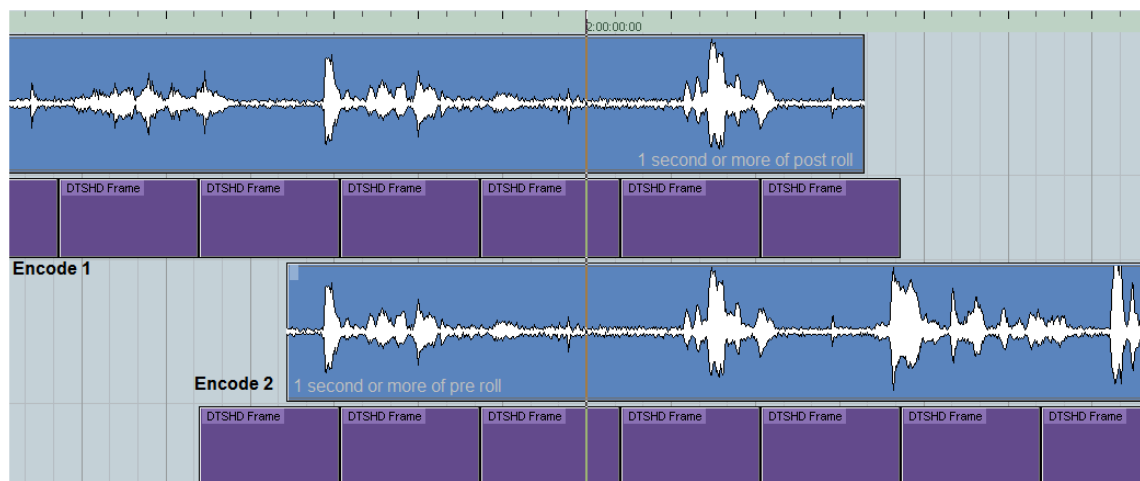 2:00:00:00
1 second or more of post roll
DTSHD Frame DTSHD Frame DTSHD Frame DTSHD Frame DTSHD Frame DTSHD Frame
Encode 1
Encode 2
1 second or more of pre roll
DTSHD Frame DTSHD Frame DTSHD Frame DTSHD Frame DTSHD Frame DTSHD Frame DTSHD Frame